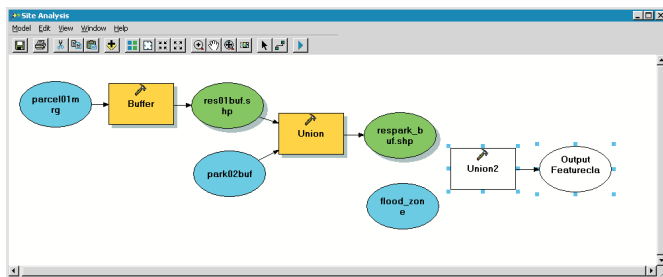 Site Analysis
Model Edit View Window Help
parcel01m
rg
Buffer
res01buf.s
hp
Union
park02buf
respark_b
uf.shp
Union2
Output
Featurecla
flood_zon
e